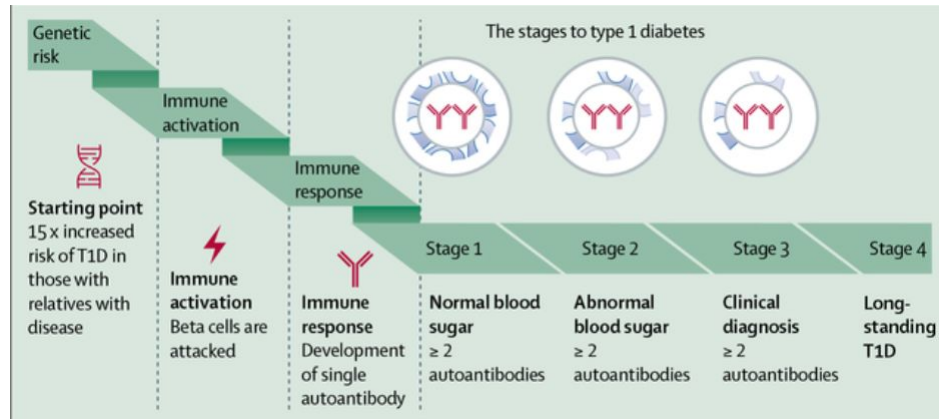 Genetic
risk
The stages to type 1 diabetes
Immune
activation
Immune
response
Stage 1
Stage 2
Stage 3
Stage 4
Starting point
15 x increased
risk of T1D in
those with
relatives with
disease
Immune
activation
Beta cells are
attacked
Immune
response
Development
of single
autoantibody
Normal blood
sugar
≥ 2
autoantibodies
Abnormal
blood sugar
≥ 2
autoantibodies
Clinical
diagnosis
≥ 2
autoantibodies
Long-
standing
T1D